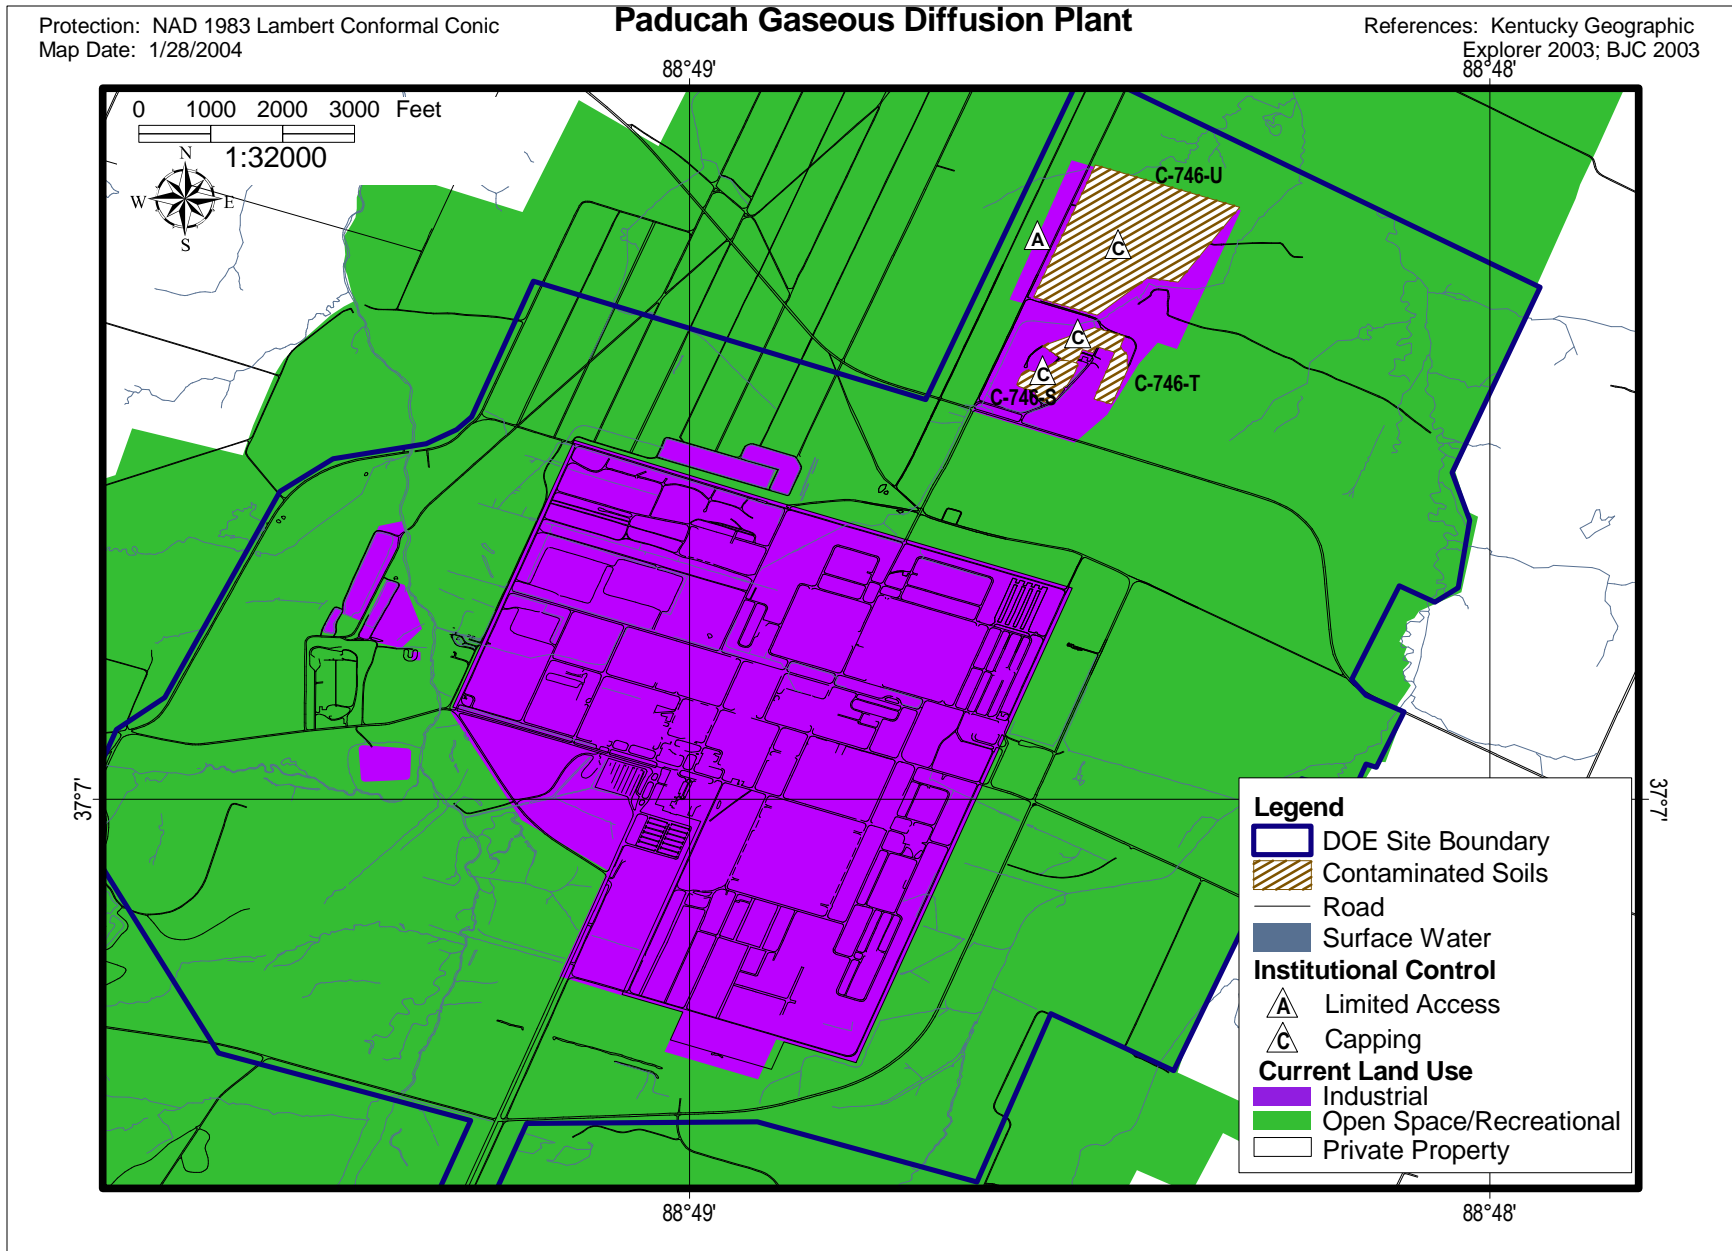 Paducah Gaseous Diffusion Plant
Protection: NAD 1983 Lambert Conformal Conic
Map Date: 1/28/2004
References: Kentucky Geographic
Explorer 2003; BJC 2003
88°49'
88°48'
0 1000 2000 3000 Feet
1:32000
N
W
E
S
C-746-U
A
C
C
C
C-746-T
C-746-S
37°7'
37°7'
Legend
DOE Site Boundary
Contaminated Soils
Road
Surface Water
Institutional Control
A Limited Access
C Capping
Current Land Use
Industrial
Open Space/Recreational
Private Property
88°49'
88°48'